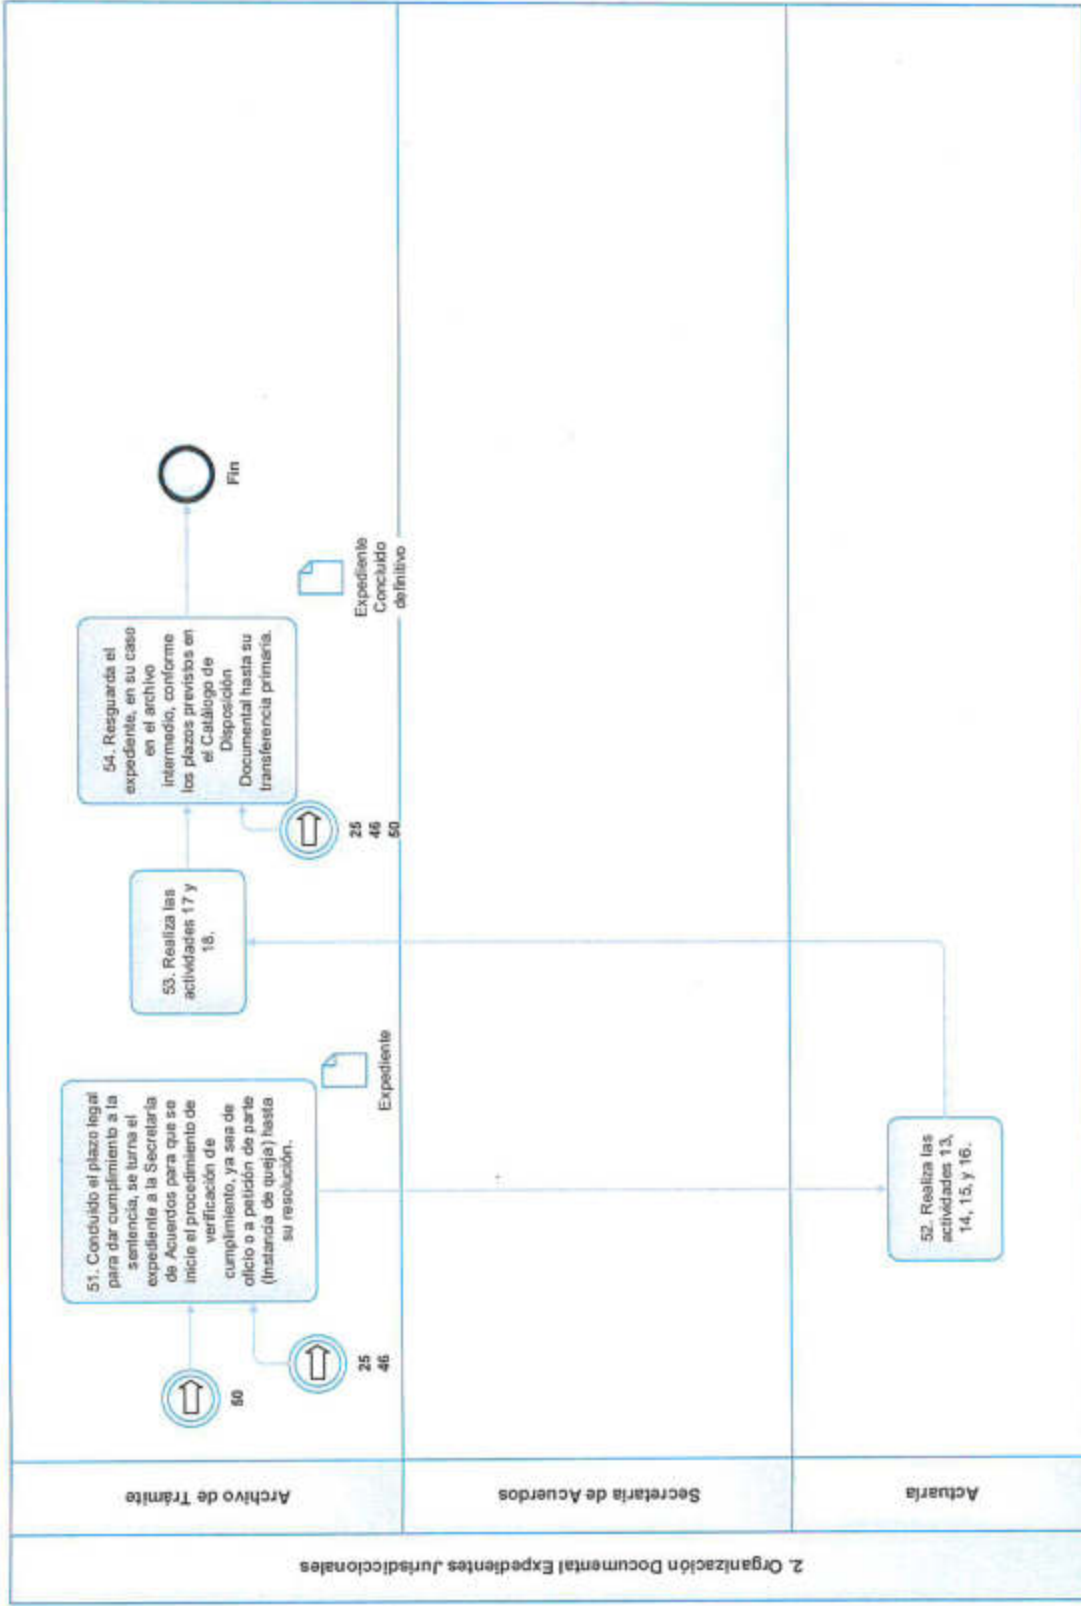 2. Organización Documental Expedientes Jurisdiccionales
Archivo de Trámite
50
25
46
51. Concluido el plazo legal
para dar cumplimiento a la
sentencia, se turna el
expediente a la Secretaría
de Acuerdos para que se
inicie el procedimiento de
verificación de
cumplimiento, ya sea de
oficio o a petición de parte
(Instancia de queja) hasta
su resolución.
Expediente
53. Realiza las
actividades 17 y
18.
25
46
50
54. Resguarda el
expediente, en su caso
en el archivo
intermedio, conforme
los plazos previstos en
el Catálogo de
Disposición
Documental hasta su
transferencia primaria.
Expediente
Concluido
definitivo
Fin
Secretaría de Acuerdos
Actuaría
52. Realiza las
actividades 13,
14, 15, y 16.